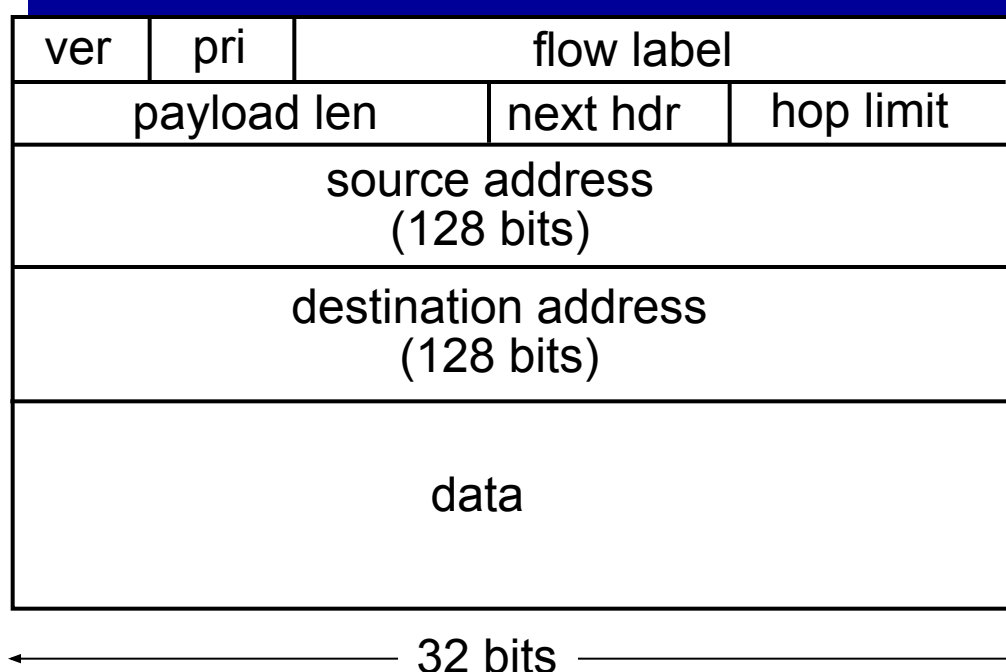 ver pri flow label
payload len next hdr hop limit
source address
(128 bits)
destination address
(128 bits)
data
32 bits